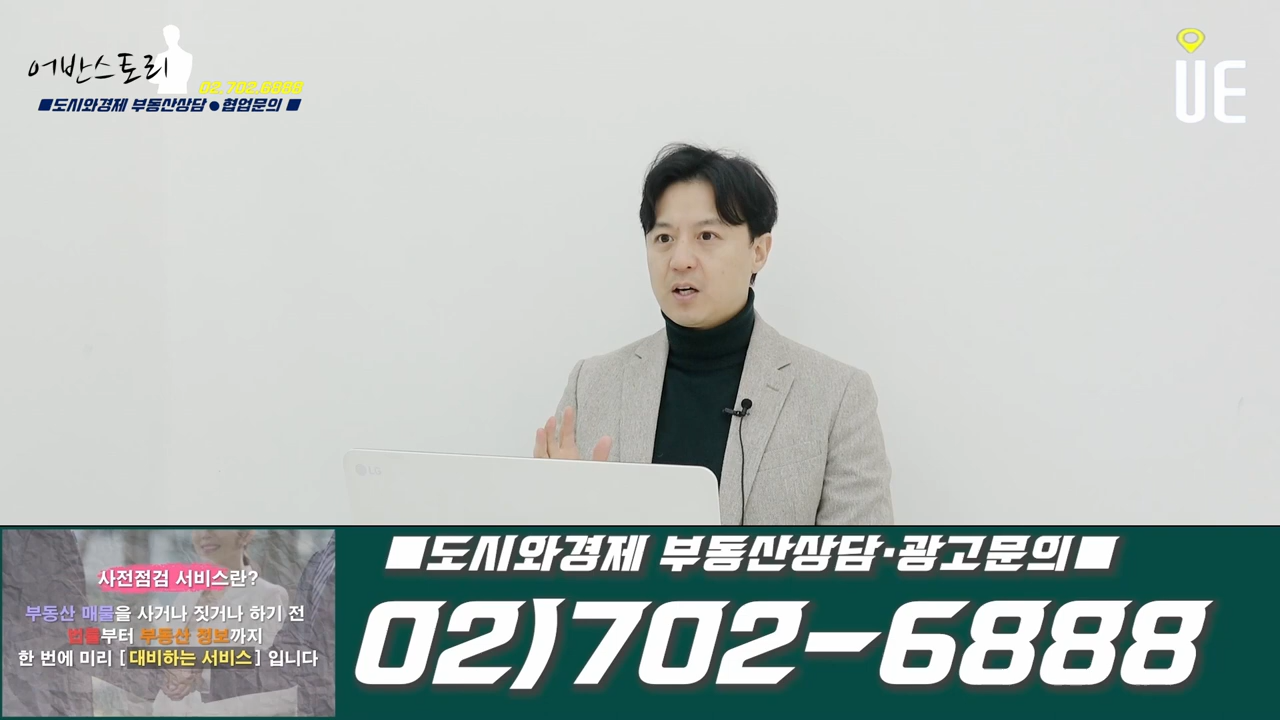 어반스토리
02.702.6888
■도시와경제 부동산상담●협업문의 ■
UE
LG
■도시와경제 부동산상담·광고문의■
02)702-6888
사전점검 서비스란?
부동산 매물을 사거나 짓거나 하기 전
법률부터 부동산 정보까지
한 번에 미리 [ 대비하는 서비스 ] 입니다